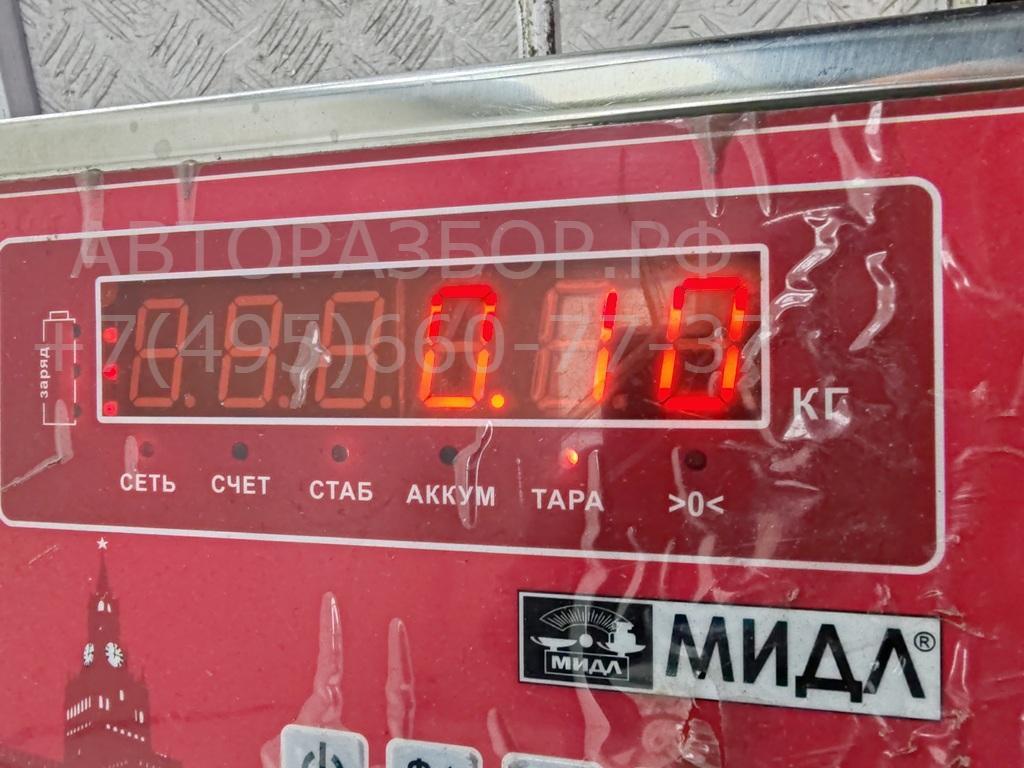 АВТОРАЗБОР.РФ
+7(495)660-77-37
заряд
0.10
КГ
СЕТЬ СЧЕТ СТАБ АККУМ ТАРА >0<
МИДЛ
МИДЛ®